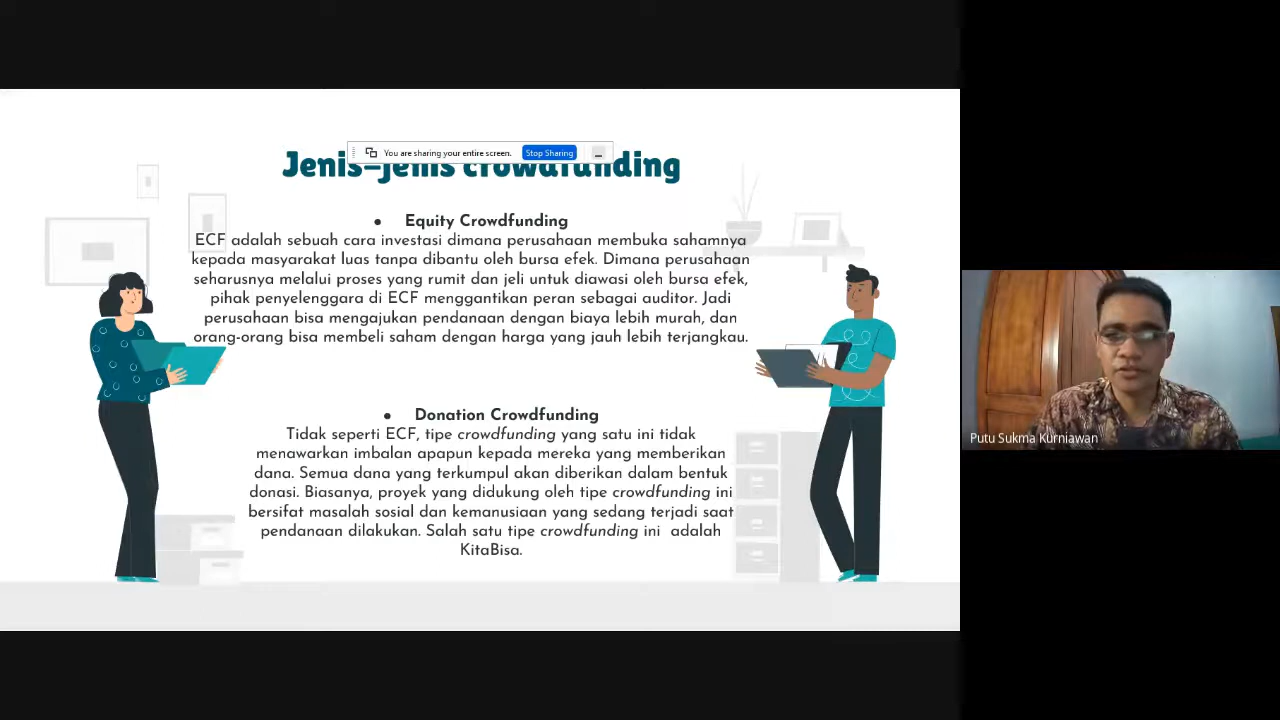 You are sharing your entire screen. Stop Sharing
Jenis-jenis crowdfunding
• Equity Crowdfunding
ECF adalah sebuah cara investasi dimana perusahaan membuka sahamnya
kepada masyarakat luas tanpa dibantu oleh bursa efek. Dimana perusahaan
seharusnya melalui proses yang rumit dan jeli untuk diawasi oleh bursa efek,
pihak penyelenggara di ECF menggantikan peran sebagai auditor. Jadi
perusahaan bisa mengajukan pendanaan dengan biaya lebih murah, dan
orang-orang bisa membeli saham dengan harga yang jauh lebih terjangkau.
• Donation Crowdfunding
Tidak seperti ECF, tipe crowdfunding yang satu ini tidak
menawarkan imbalan apapun kepada mereka yang memberikan
dana. Semua dana yang terkumpul akan diberikan dalam bentuk
donasi. Biasanya, proyek yang didukung oleh tipe crowdfunding ini
bersifat masalah sosial dan kemanusiaan yang sedang terjadi saat
pendanaan dilakukan. Salah satu tipe crowdfunding ini adalah
KitaBisa.
Putu Sukma Kurniawan